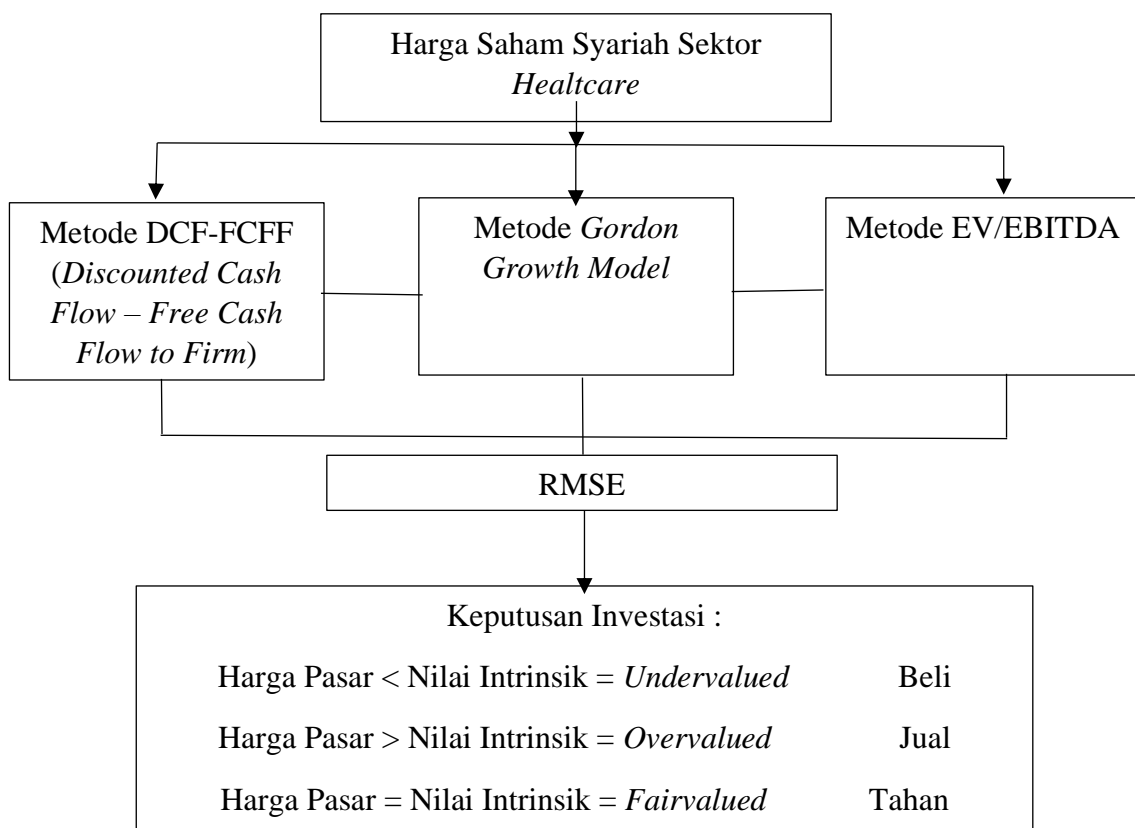 Harga Saham Syariah Sektor
Healtcare
Metode DCF-FCFF
(Discounted Cash
Flow – Free Cash
Flow to Firm)
Metode Gordon
Growth Model
Metode EV/EBITDA
RMSE
Keputusan Investasi :
Harga Pasar < Nilai Intrinsik = Undervalued Beli
Harga Pasar > Nilai Intrinsik = Overvalued Jual
Harga Pasar = Nilai Intrinsik = Fairvalued Tahan